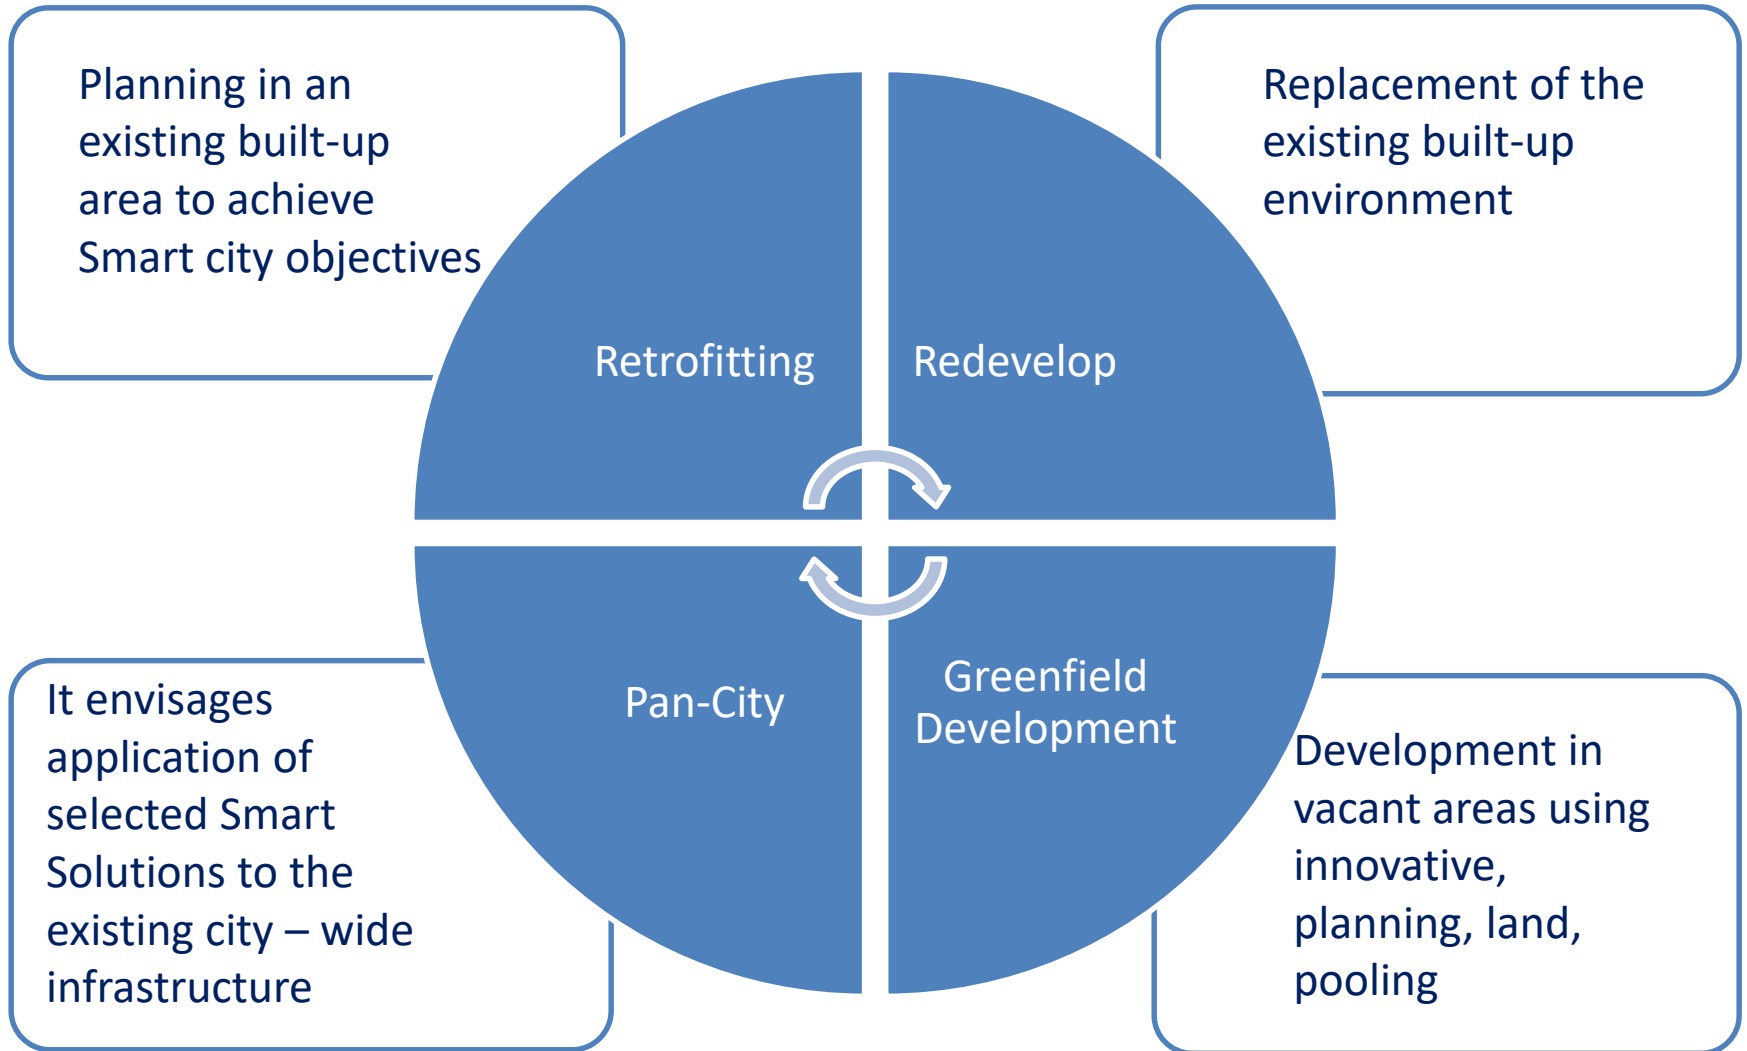 Planning in an
existing built-up
area to achieve
Smart city objectives
Replacement of the
existing built-up
environment
Retrofitting
Redevelop
Pan-City
Greenfield
Development
It envisages
application of
selected Smart
Solutions to the
existing city – wide
infrastructure
Development in
vacant areas using
innovative,
planning, land,
pooling